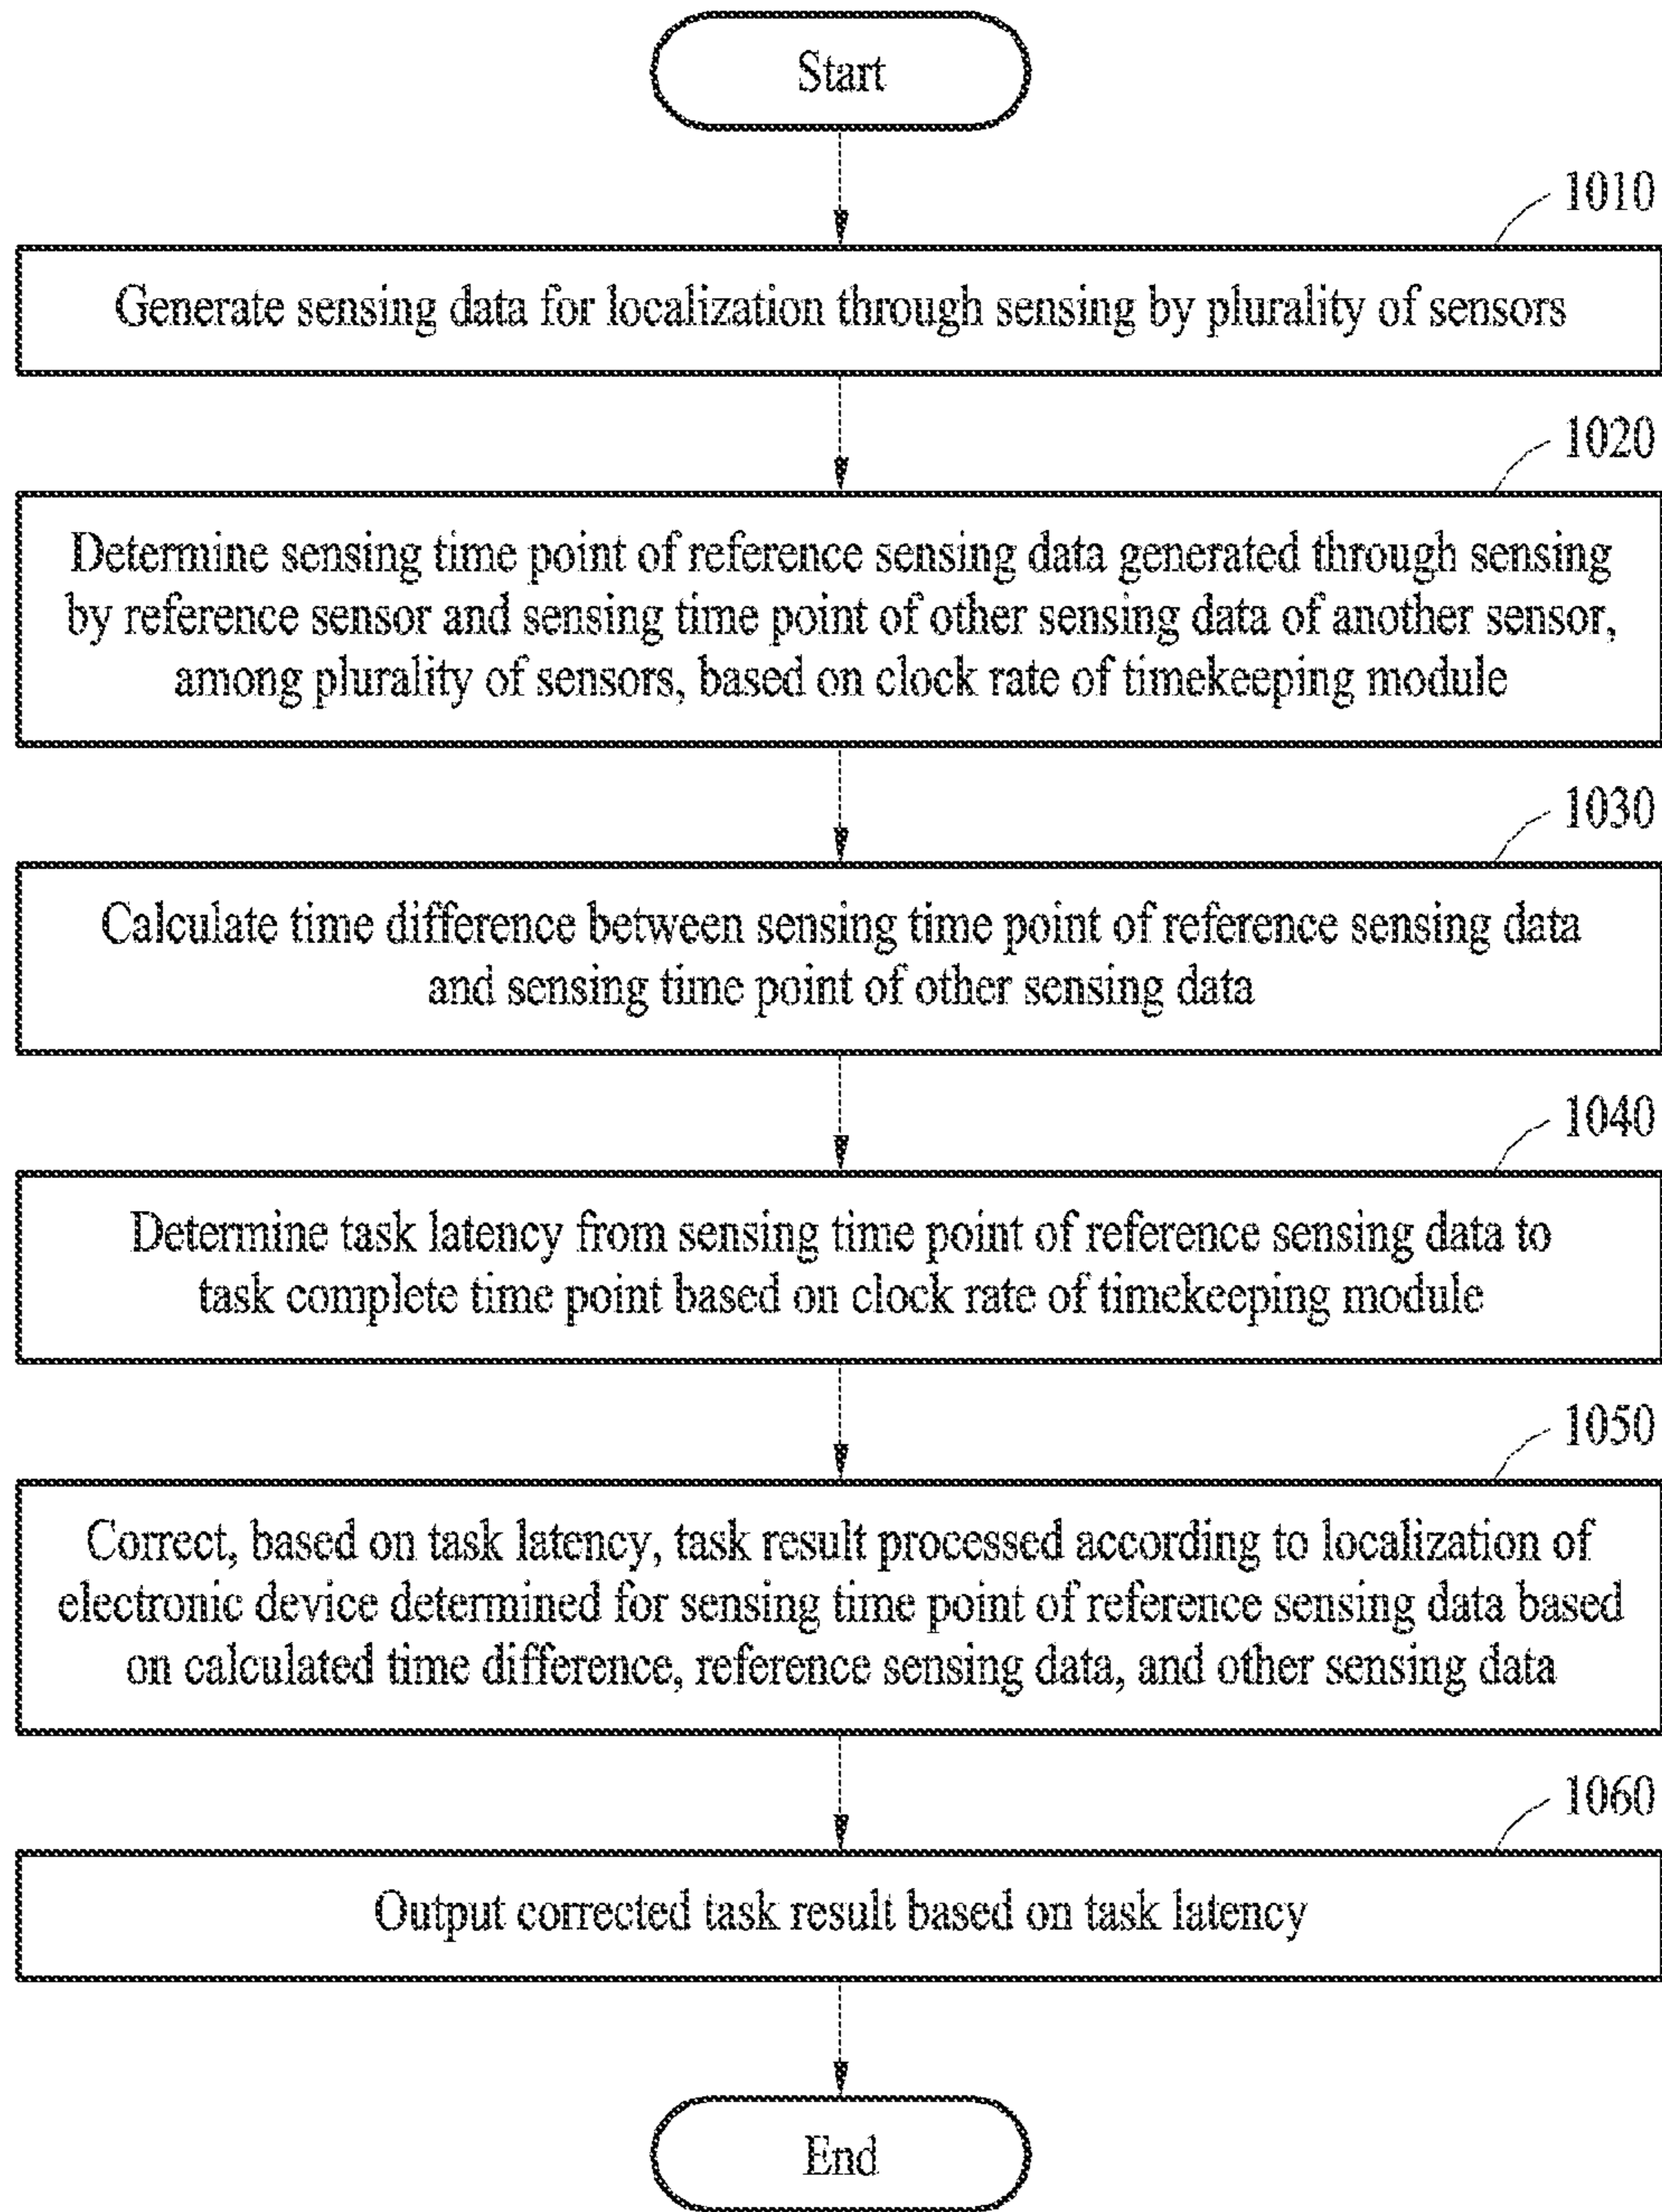 Start
1010
Generate sensing data for localization through sensing by plurality of sensors
1020
Determine sensing time point of reference sensing data generated through sensing
by reference sensor and sensing time point of other sensing data of another sensor,
among plurality of sensors, based on clock rate of timekeeping module
1030
Calculate time difference between sensing time point of reference sensing data
and sensing time point of other sensing data
1040
Determine task latency from sensing time point of reference sensing data to
task complete time point based on clock rate of timekeeping module
1050
Correct, based on task latency, task result processed according to localization of
electronic device determined for sensing time point of reference sensing data based
on calculated time difference, reference sensing data, and other sensing data
1060
Output corrected task result based on task latency
End